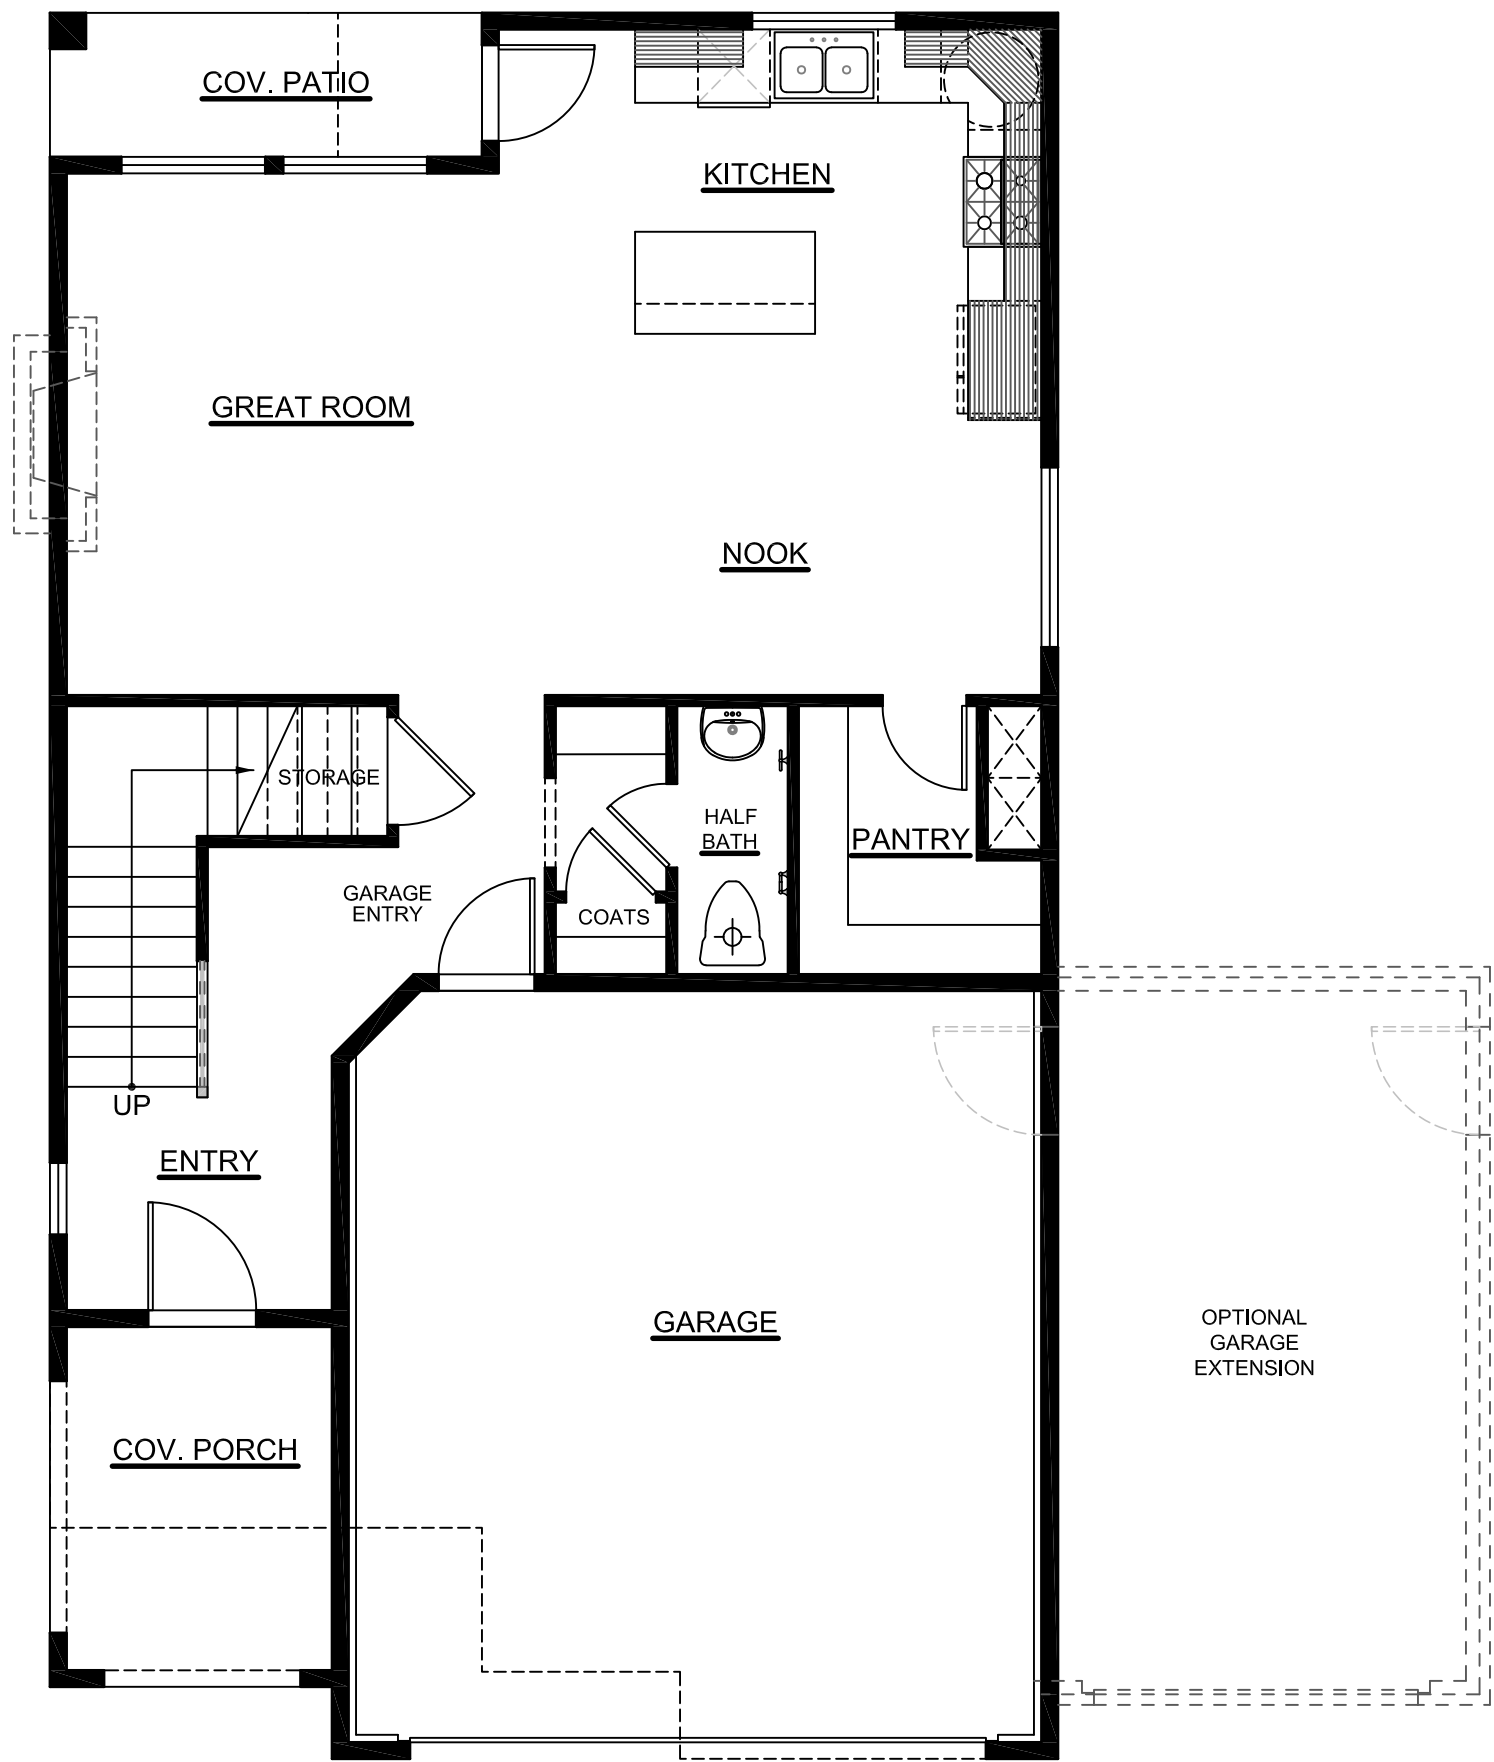 COV. PATIO
KITCHEN
GREAT ROOM
NOOK
STORAGE
HALF
BATH
PANTRY
GARAGE
ENTRY
COATS
UP
ENTRY
GARAGE
OPTIONAL
GARAGE
EXTENSION
COV. PORCH